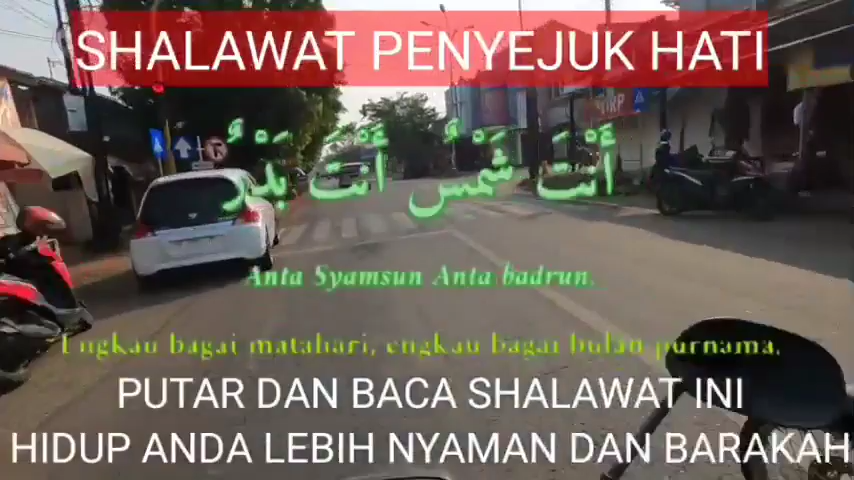 SHALAWAT PENYEJUK HATI
أَنْتَ شَمْسٌ أَنْتَ بَدْرٌ
Anta Syamsun Anta badrun.
Engkau bagai matahari, engkau bagai bulan purnama.
PUTAR DAN BACA SHALAWAT INI
HIDUP ANDA LEBIH NYAMAN DAN BARAKAH